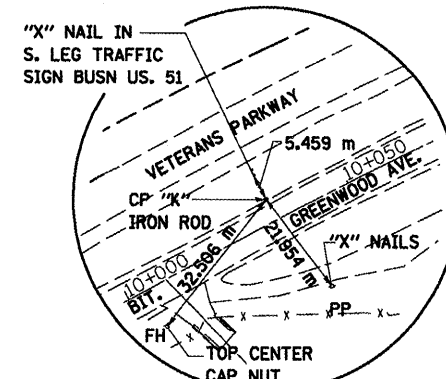 "X" NAIL IN
S. LEG TRAFFIC
SIGN BUSN US. 51
VETERANS PARKWAY
5.459 m
10+050
CP "K"
IRON ROD
GREENWOOD AVE.
32.506 m
21.954 m
"X" NAILS
10+000
BIT.
x x x
PP
FH
x
TOP CENTER
CAP NUT